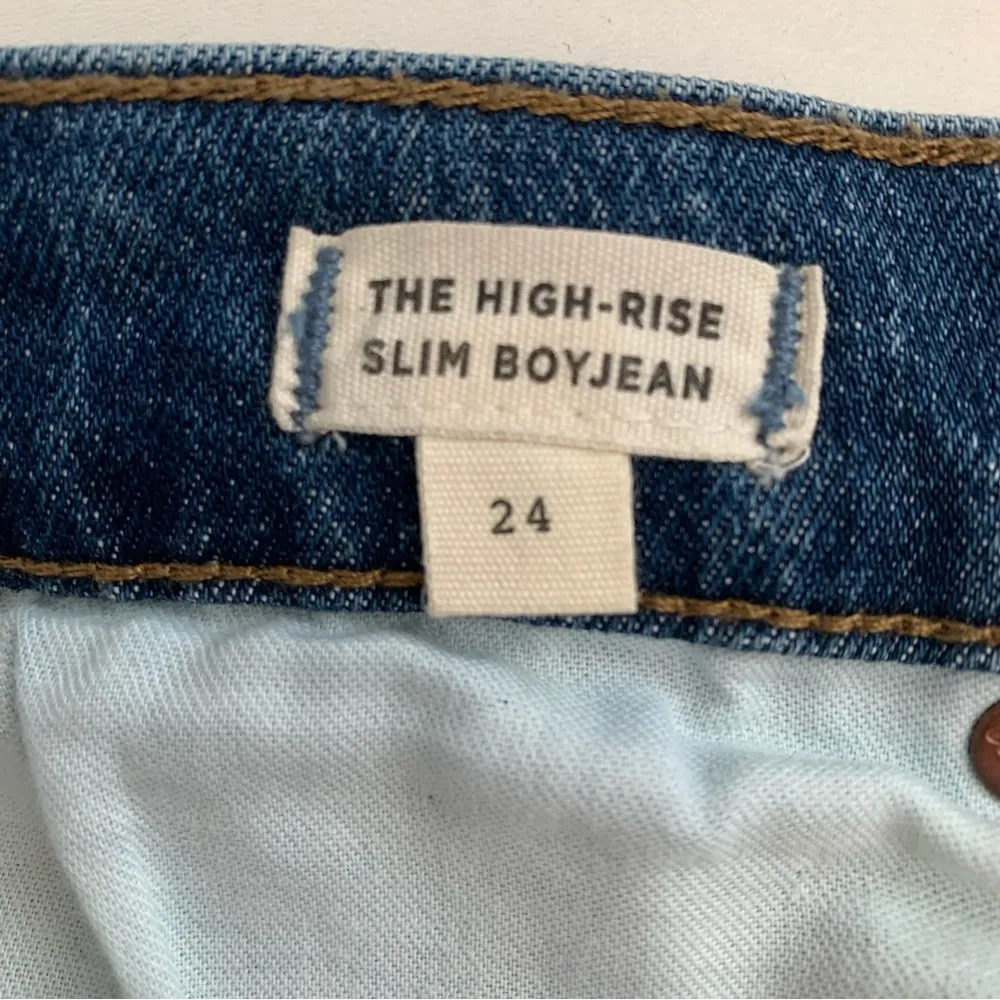 THE HIGH-RISE
SLIM BOYJEAN
24